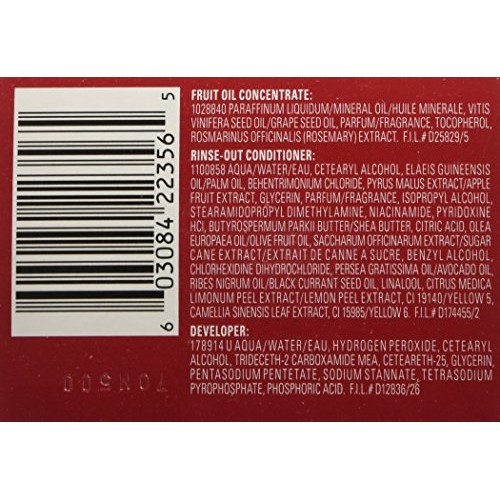 FRUIT OIL CONCENTRATE:
1028840 PARAFFINUM LIQUIDUM/MINERAL OIL/HUILE MINERALE, VITIS
VINIFERA SEED OIL/GRAPE SEED OIL, PARFUM/FRAGRANCE, TOCOPHEROL,
ROSMARINUS OFFICINALIS (ROSEMARY) EXTRACT. F.I.L.# D25829/5
RINSE-OUT CONDITIONER:
1100858 AQUA/WATER/EAU, CETEARYL ALCOHOL, ELAEIS GUINEENSIS
OIL/PALM OIL, BEHENTRIMONIUM CHLORIDE, PYRUS MALUS EXTRACT/APPLE
FRUIT EXTRACT, GLYCERIN, PARFUM/FRAGRANCE, ISOPROPYL ALCOHOL,
STEARAMIDOPROPYL DIMETHYLAMINE, NIACINAMIDE, PYRIDOXINE
HCI, BUTYROSPERMUM PARKII BUTTER/SHEA BUTTER, CITRIC ACID, OLEA
EUROPAEA OIL/OLIVE FRUIT OIL, SACCHARUM OFFICINARUM EXTRACT/SUGAR
CANE EXTRACT/EXTRAIT DE CANNE A SUCRE, BENZYL ALCOHOL,
CHLORHEXIDINE DIHYDROCHLORIDE, PERSEA GRATISSIMA OIL/AVOCADO OIL,
RIBES NIGRUM OIL/BLACK CURRANT SEED OIL, LINALOOL, CITRUS MEDICA
LIMONUM PEEL EXTRACT/LEMON PEEL EXTRACT, CI 19140/YELLOW 5,
CAMELLIA SINENSIS LEAF EXTRACT, CI 15985/YELLOW 6. F.I.L.# D174455/2
DEVELOPER:
178914 U AQUA/WATER/EAU, HYDROGEN PEROXIDE, CETEARYL
ALCOHOL, TRIDECETH-2 CARBOXAMIDE MEA, CETEARETH-25, GLYCERIN,
PENTASODIUM PENTETATE, SODIUM STANNATE, TETRASODIUM
PYROPHOSPHATE, PHOSPHORIC ACID. F.I.L.# D12836/26
6 03084 22356 5
70M500